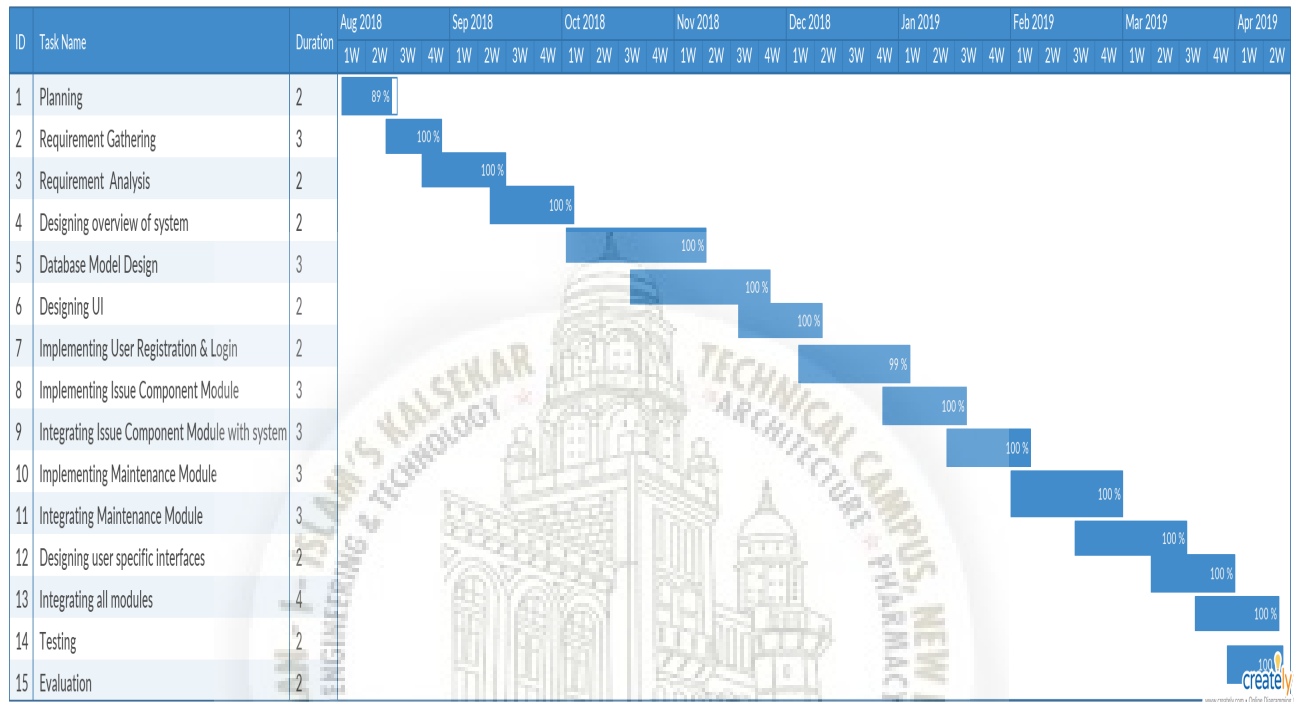 ID Task Name Duration Aug 2018 Sep 2018 Oct 2018 Nov 2018 Dec 2018 Jan 2019 Feb 2019 Mar 2019 Apr 2019
1W 2W 3W 4W 1W 2W 3W 4W 1W 2W 3W 4W 1W 2W 3W 4W 1W 2W 3W 4W 1W 2W 3W 4W 1W 2W 3W 4W 1W 2W 3W 4W 1W 2W
1 Planning 2 89 %
2 Requirement Gathering 3 100 %
3 Requirement Analysis 2 100 %
4 Designing overview of system 2 100 %
5 Database Model Design 3 100 %
6 Designing UI 2 100 %
7 Implementing User Registration & Login 2 100 %
8 Implementing Issue Component Module 3 99 %
9 Integrating Issue Component Module with system 3 100 %
10 Implementing Maintenance Module 3 100 %
11 Integrating Maintenance Module 3 100 %
12 Designing user specific interfaces 2 100 %
13 Integrating all modules 4 100 %
14 Testing 2 100 %
15 Evaluation 2 100
ISLAM'S KALSEKAR TECHNICAL CAMPUS, NEW
ENGINEERING & TECHNOLOGY ARCHITECTURE PHARMAC
creately
www.creately.com • Online Diagramming